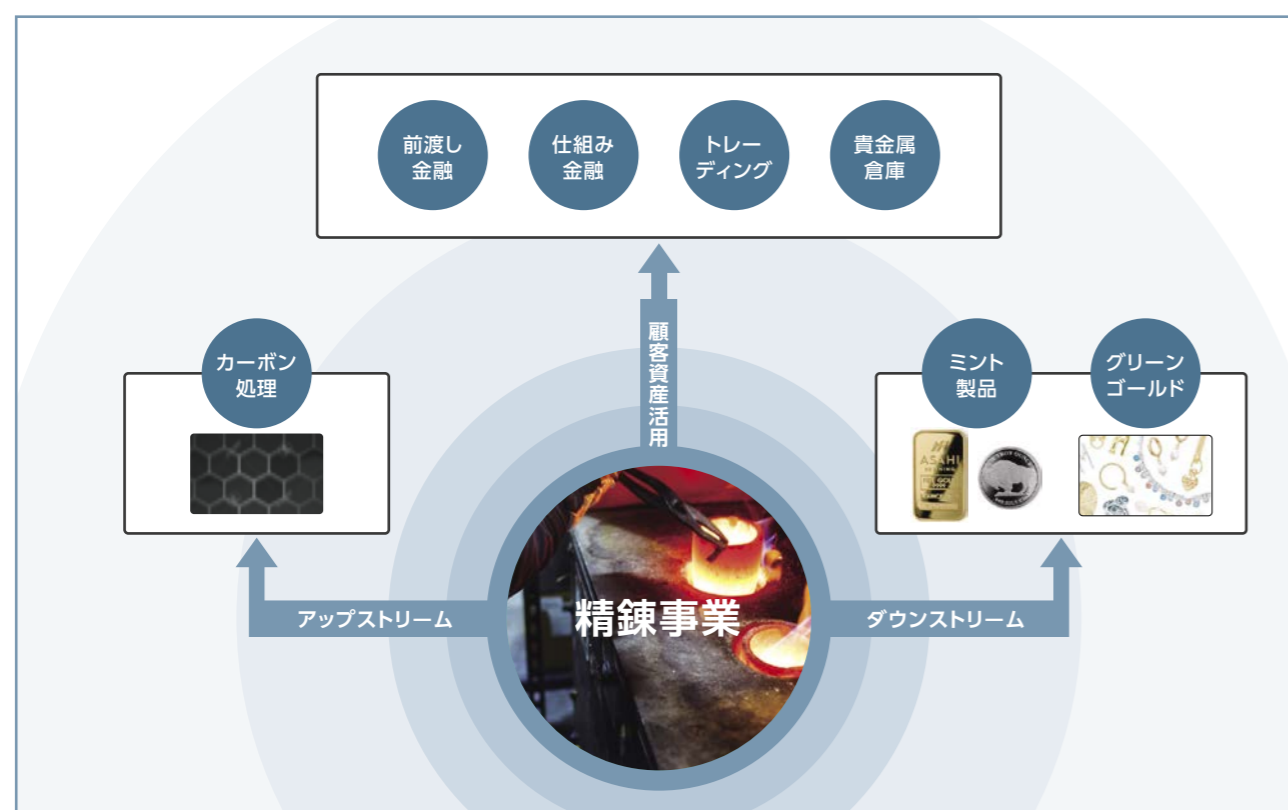 前渡し
金融
仕組み
金融
トレー
ディング
貴金属
倉庫
顧客資産活用
カーボン
処理
ミント
製品
グリーン
ゴールド
ASAHI
アップストリーム
精錬事業
ダウンストリーム